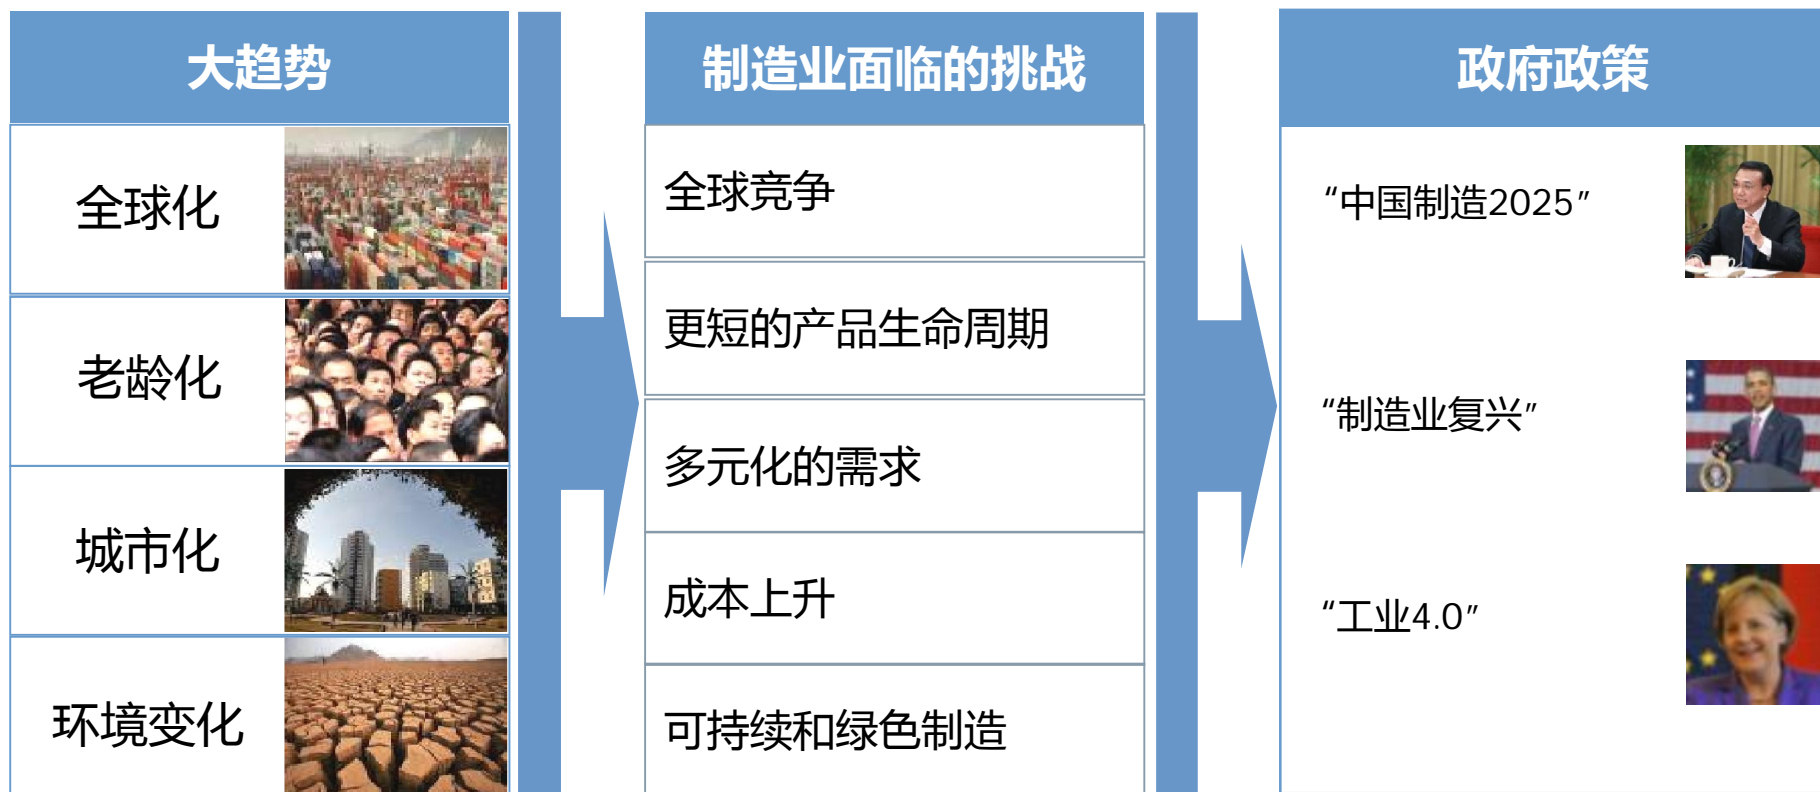 大趋势
全球化
老龄化
城市化
环境变化
制造业面临的挑战
全球竞争
更短的产品生命周期
多元化的需求
成本上升
可持续和绿色制造
政府政策
“中国制造2025”
“制造业复兴”
“工业4.0”